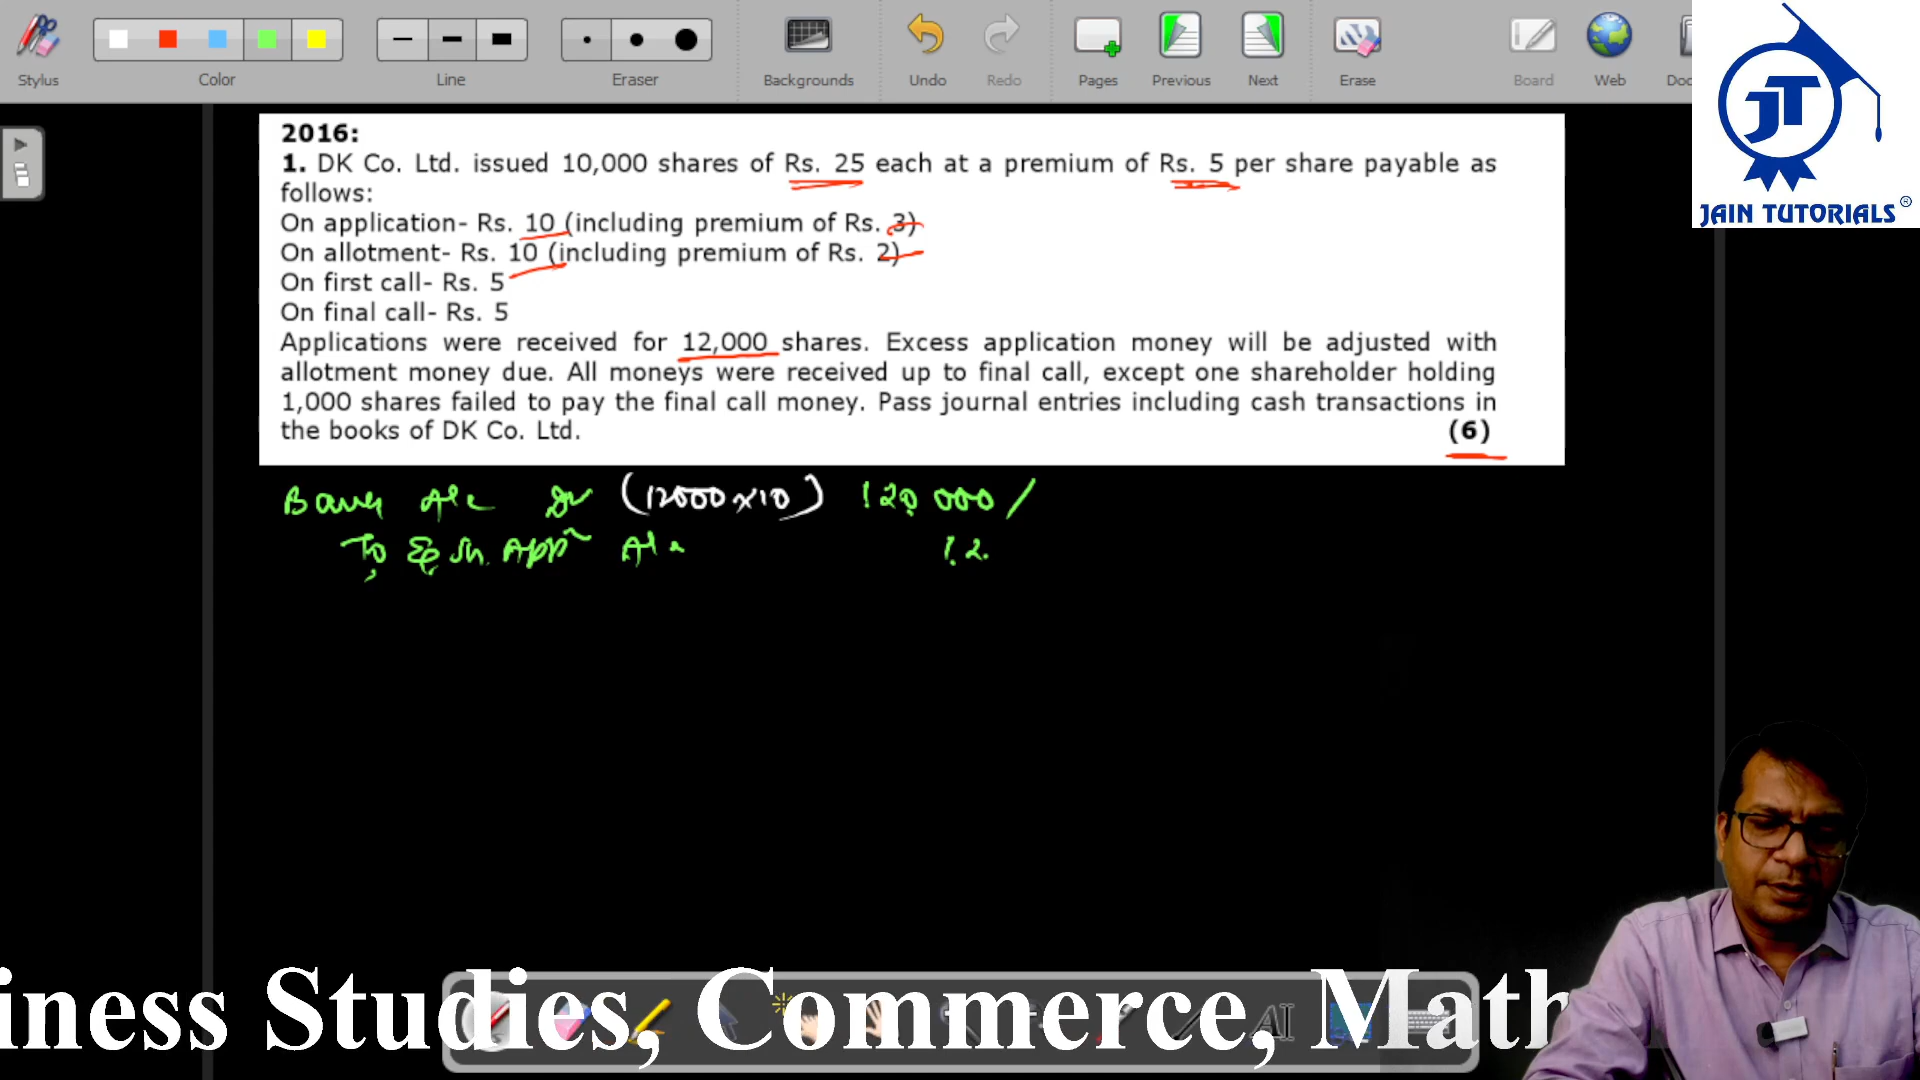 Stylus
Color
Line
Eraser
Backgrounds
Undo
Redo
Pages
Previous
Next
Erase
Board
Web
JT
JAIN TUTORIALS®
2016:
1. DK Co. Ltd. issued 10,000 shares of Rs. 25 each at a premium of Rs. 5 per share payable as
follows:
On application- Rs. 10 (including premium of Rs. 3)
On allotment- Rs. 10 (including premium of Rs. 2)
On first call- Rs. 5
On final call- Rs. 5
Applications were received for 12,000 shares. Excess application money will be adjusted with
allotment money due. All moneys were received up to final call, except one shareholder holding
1,000 shares failed to pay the final call money. Pass journal entries including cash transactions in
the books of DK Co. Ltd. (6)
Bank A/c Dr (12000×10) 120 000/
To Eq Sh. Appn A/c 12
iness Studies, Commerce, Math